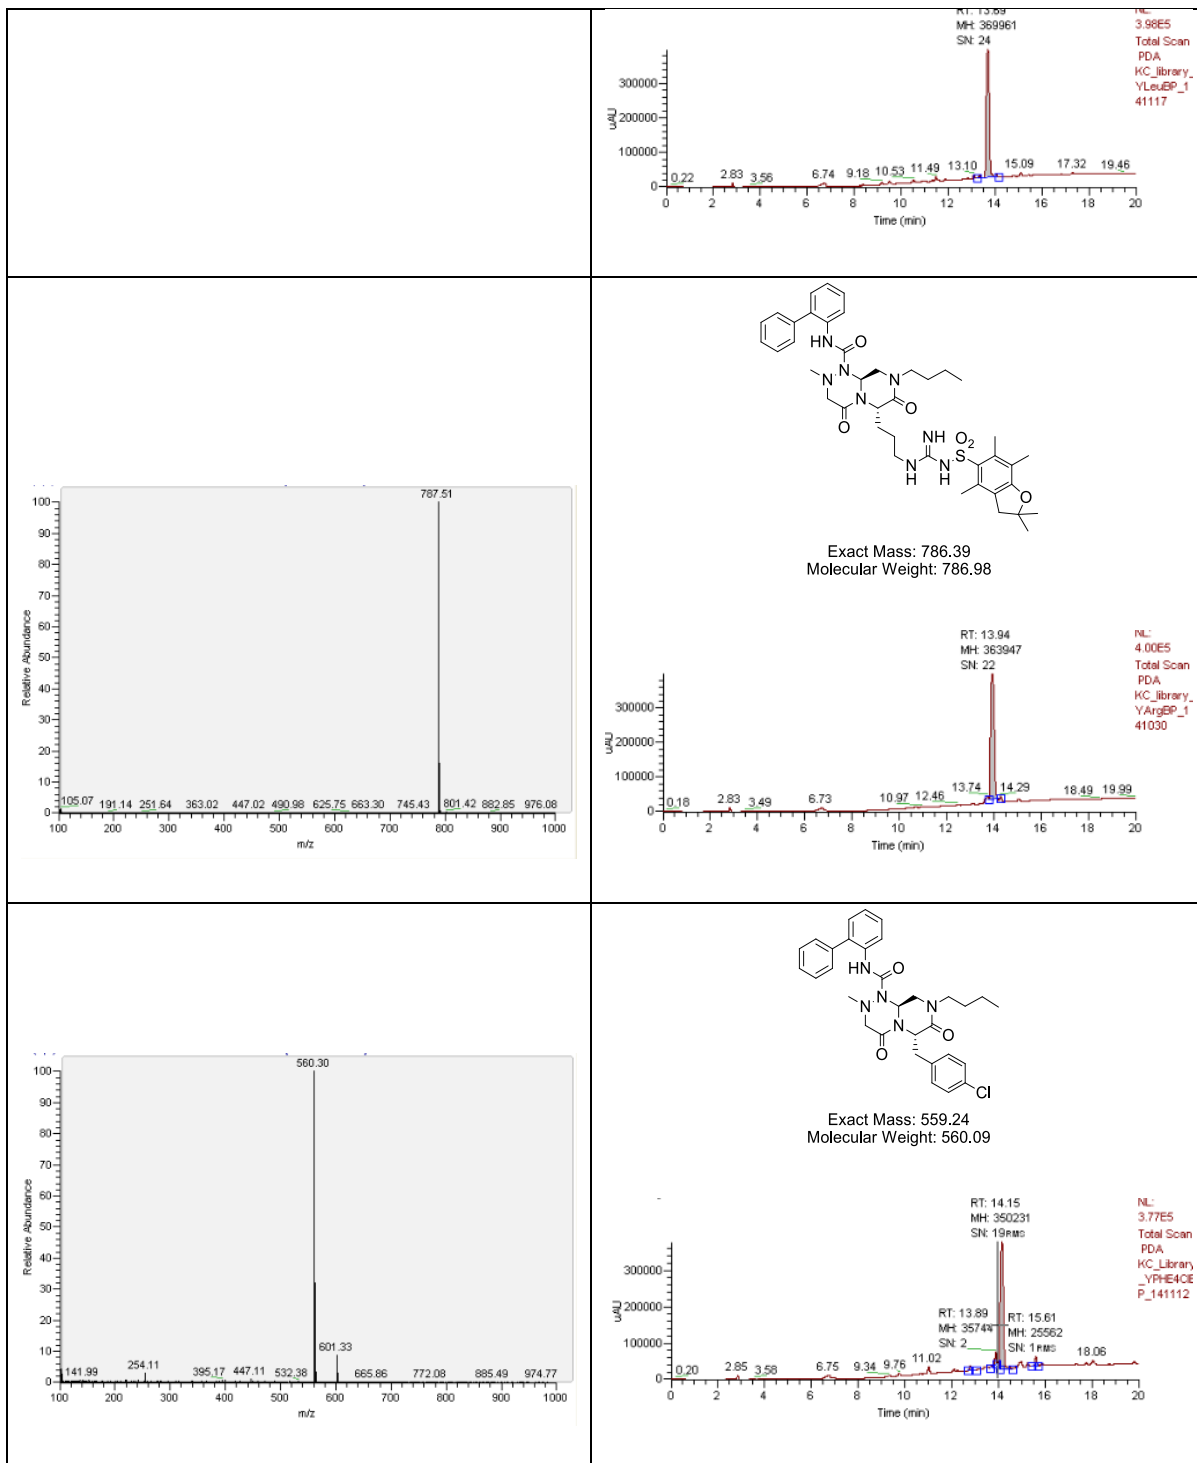 RT: 13.69
MH: 369961
SN: 24
NL:
3.98E5
Total Scan
PDA
KC_library_
YLeuBP_1
41117
300000
200000
100000
0
uAU
0.22
2.83
3.56
6.74
9.18
10.53
11.49
13.10
15.09
17.32
19.46
0 2 4 6 8 10 12 14 16 18 20
Time (min)
HN
O
N
N
N
N
O
O
NH
N
H
NH
S
O2
O
Exact Mass: 786.39
Molecular Weight: 786.98
787.51
100
90
80
70
60
50
40
30
20
10
0
Relative Abundance
105.07 191.14 251.64 363.02 447.02 490.98 625.75 663.30 745.43 801.42 882.85 976.08
100 200 300 400 500 600 700 800 900 1000
m/z
RT: 13.94
MH: 363947
SN: 22
NL:
4.00E5
Total Scan
PDA
KC_library_
YArgBP_1
41030
300000
200000
100000
0
uAU
0.18
2.83
3.49
6.73
10.97
12.46
13.74
14.29
18.49
19.99
0 2 4 6 8 10 12 14 16 18 20
Time (min)
HN
O
N
N
N
N
O
O
Cl
Exact Mass: 559.24
Molecular Weight: 560.09
560.30
100
90
80
70
60
50
40
30
20
10
0
Relative Abundance
601.33
254.11
141.99 395.17 447.11 532.38 665.86 772.08 885.49 974.77
100 200 300 400 500 600 700 800 900 1000
m/z
RT: 14.15
MH: 350231
SN: 19RMS
NL:
3.77E5
Total Scan
PDA
KC_Library
_YPHE4ClB
P_141112
RT: 13.89
MH: 35744
SN: 2
RT: 15.61
MH: 25562
SN: 1RMS
300000
200000
100000
0
uAU
0.20
2.85
3.58
6.75
9.34
9.76
11.02
18.06
0 2 4 6 8 10 12 14 16 18 20
Time (min)